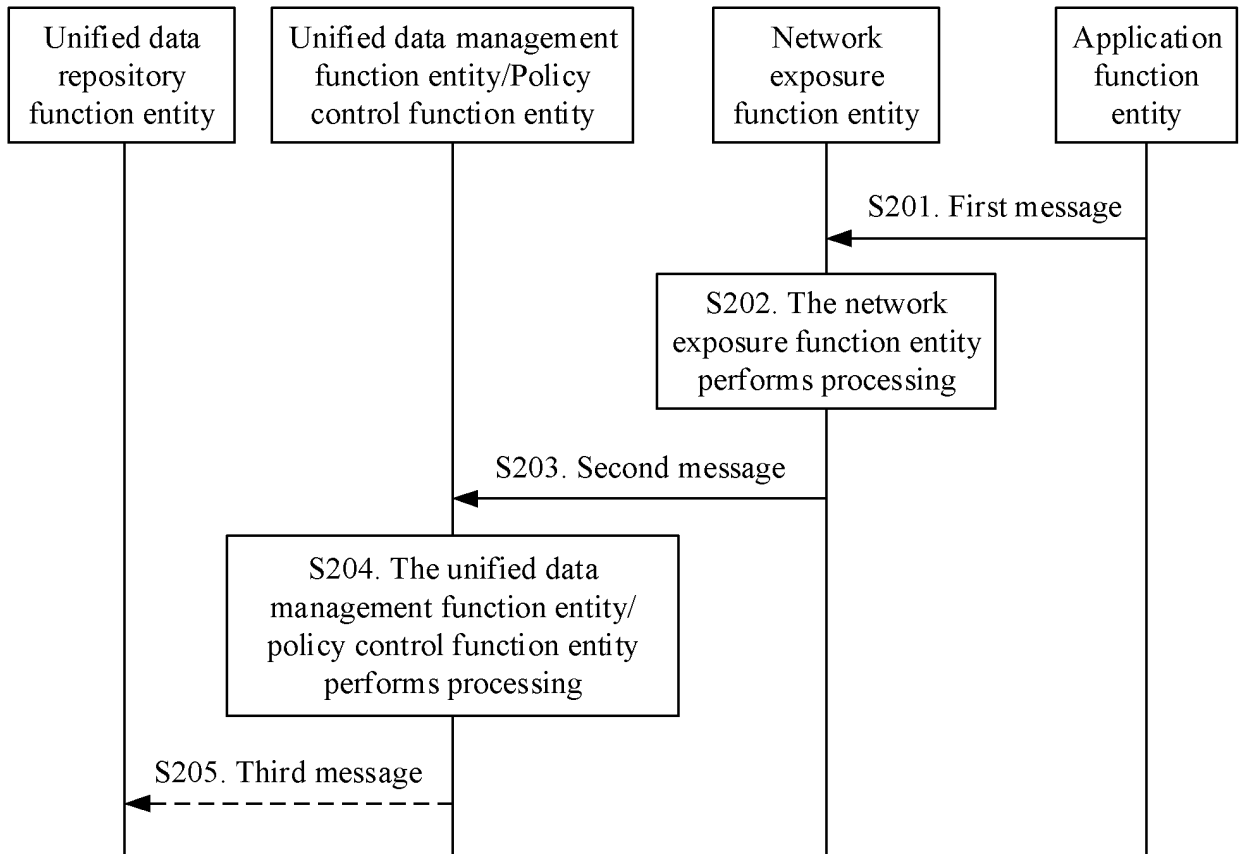 Unified data
repository
function entity
Unified data management
function entity/Policy
control function entity
Network
exposure
function entity
Application
function
entity
S201. First message
S202. The network
exposure function entity
performs processing
S203. Second message
S204. The unified data
management function entity/
policy control function entity
performs processing
S205. Third message